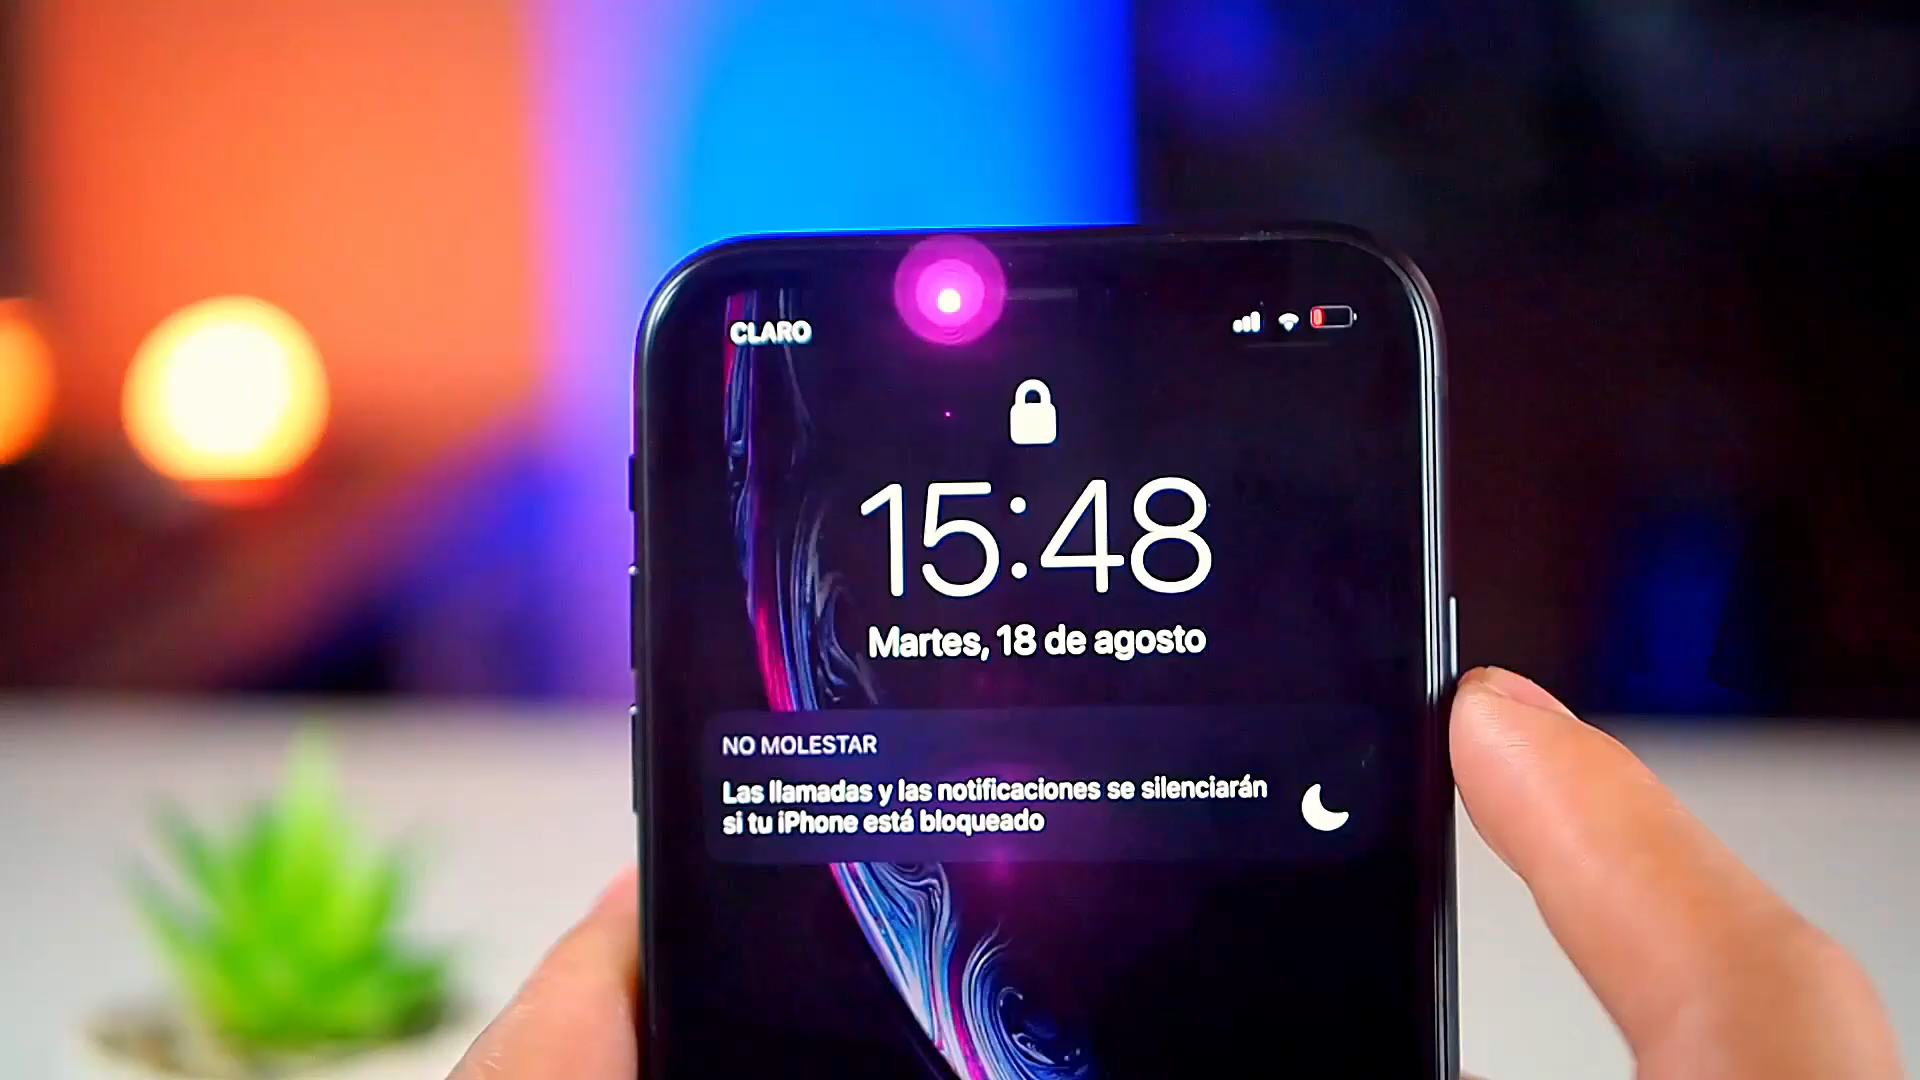 CLARO
15:48
Martes, 18 de agosto
NO MOLESTAR
Las llamadas y las notificaciones se silenciarán
si tu iPhone está bloqueado